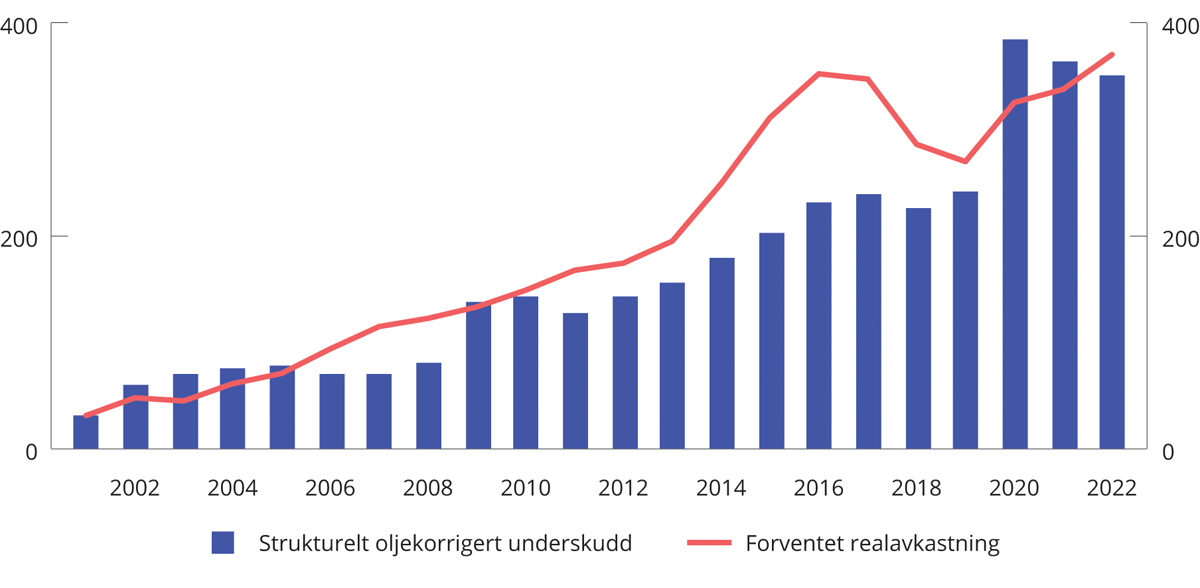 400 400
200 200
0 0
2002 2004 2006 2008 2010 2012 2014 2016 2018 2020 2022
Strukturelt oljekorrigert underskudd Forventet realavkastning